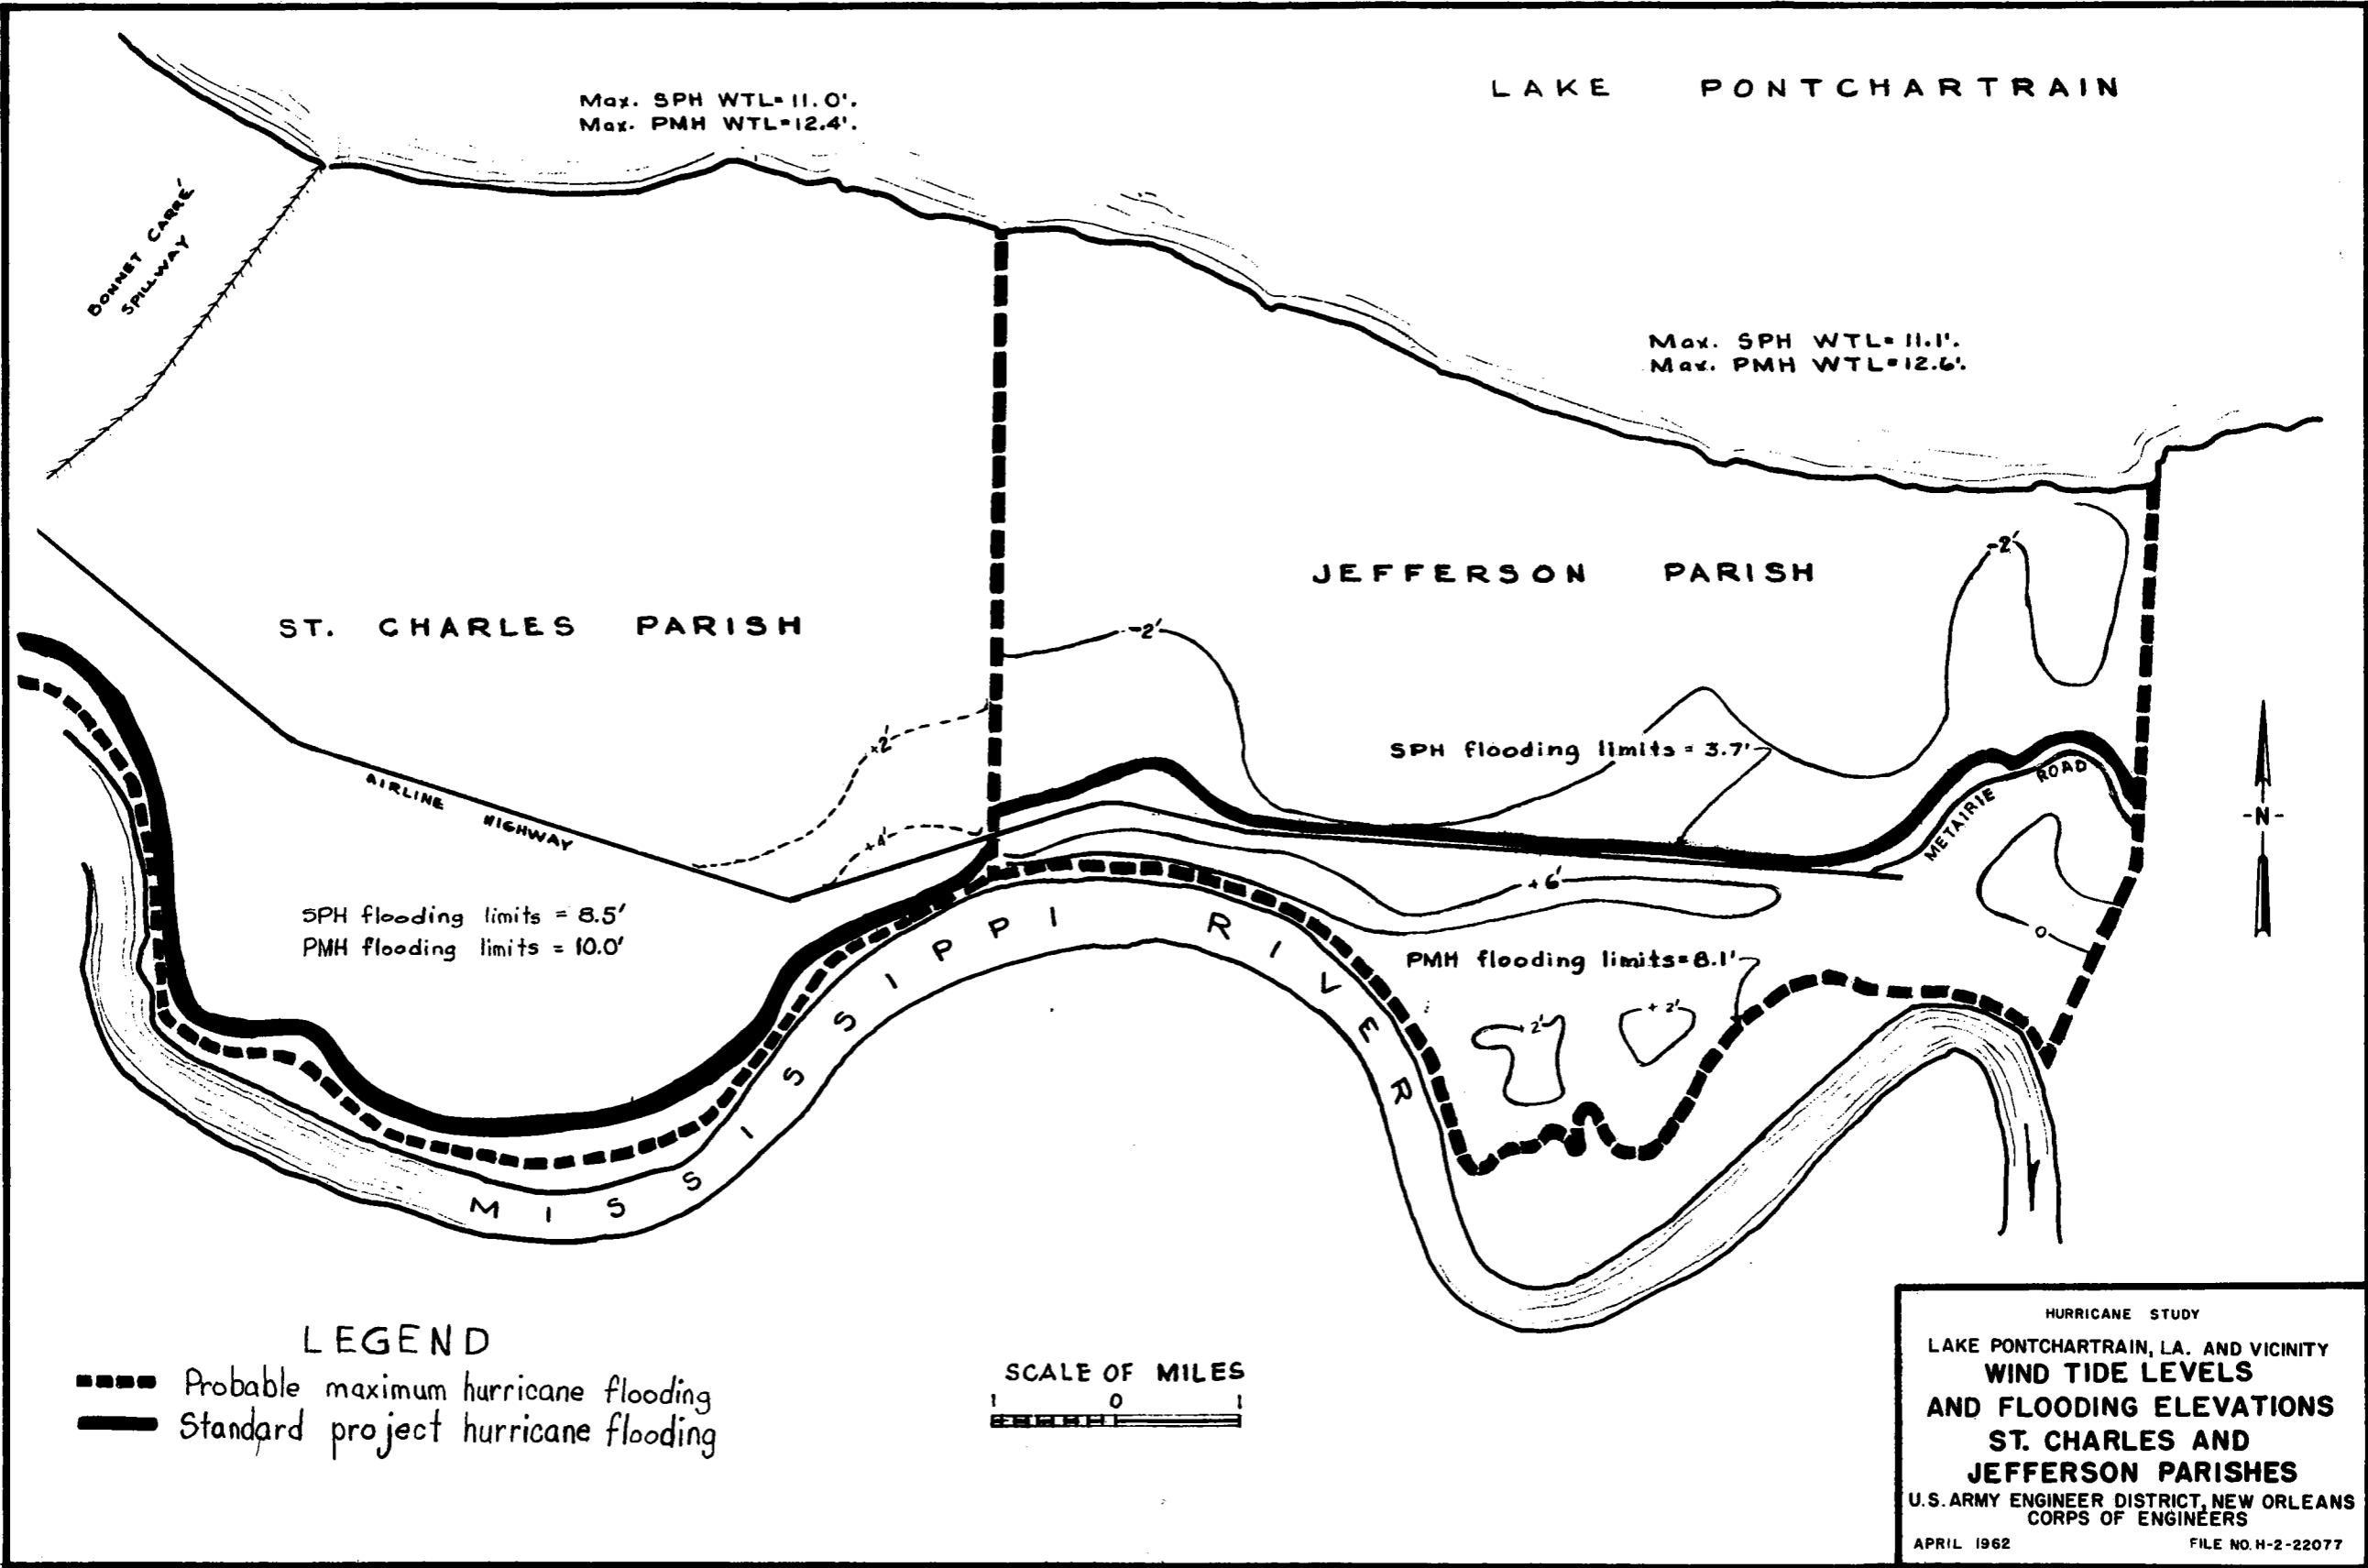 LAKE PONTCHARTRAIN
Max. SPH WTL= 11.0'.
Max. PMH WTL=12.4'.
BONNET CARRÉ
SPILLWAY
Max. SPH WTL= 11.1'.
Max. PMH WTL=12.6'.
-2'
JEFFERSON PARISH
ST. CHARLES PARISH
-2'
+2'
SPH flooding limits = 3.7'
AIRLINE HIGHWAY
METAIRIE ROAD
-N-
+4'
+6'
SPH flooding limits = 8.5'
PMH flooding limits = 10.0'
0
MISSISSIPPI RIVER
PMH flooding limits=8.1'
+2'
+2'
LEGEND
Probable maximum hurricane flooding
Standard project hurricane flooding
SCALE OF MILES
1 0 1
HURRICANE STUDY
LAKE PONTCHARTRAIN, LA. AND VICINITY
WIND TIDE LEVELS
AND FLOODING ELEVATIONS
ST. CHARLES AND
JEFFERSON PARISHES
U.S. ARMY ENGINEER DISTRICT, NEW ORLEANS
CORPS OF ENGINEERS
APRIL 1962 FILE NO. H-2-22077